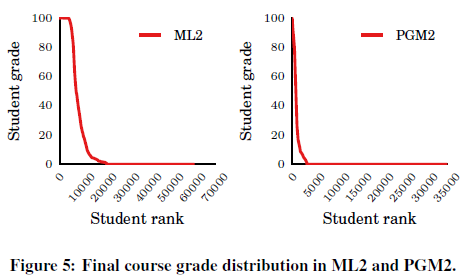 100
80
60
40
20
0
Student grade
ML2
0 10000 20000 30000 40000 50000 60000 70000
Student rank
100
80
60
40
20
0
Student grade
PGM2
0 5000 10000 15000 20000 25000 30000 35000
Student rank
Figure 5: Final course grade distribution in ML2 and PGM2.